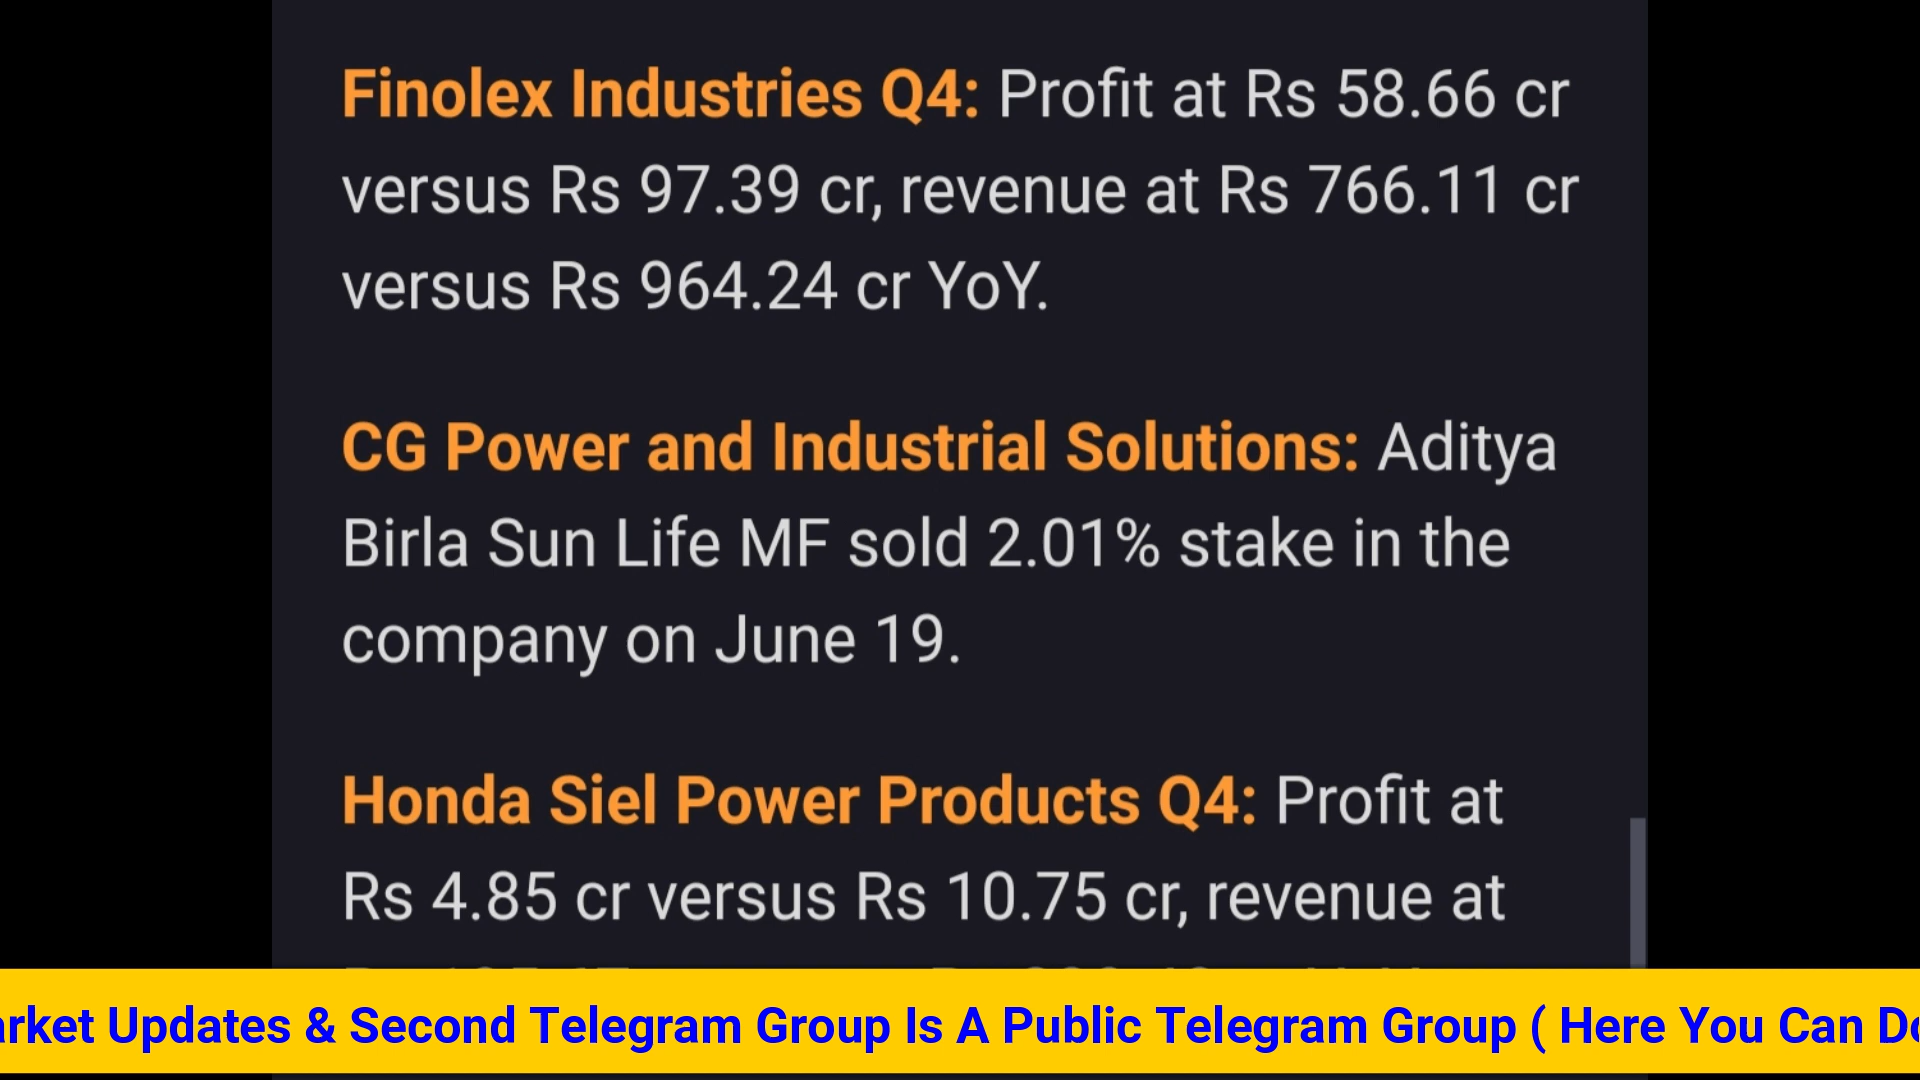 Finolex Industries Q4: Profit at Rs 58.66 cr
versus Rs 97.39 cr, revenue at Rs 766.11 cr
versus Rs 964.24 cr YoY.
CG Power and Industrial Solutions: Aditya
Birla Sun Life MF sold 2.01% stake in the
company on June 19.
Honda Siel Power Products Q4: Profit at
Rs 4.85 cr versus Rs 10.75 cr, revenue at
Updates & Second Telegram Group Is A Public Telegram Group ( Here You Can